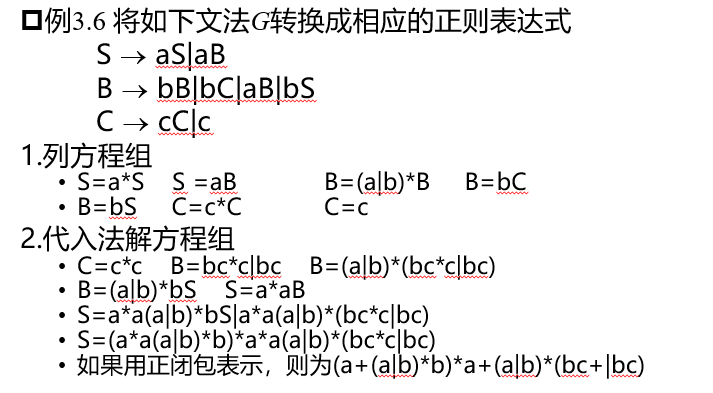 ❑例3.6 将如下文法G转换成相应的正则表达式
S → aS|aB
B → bB|bC|aB|bS
C → cC|c
1.列方程组
• S=a*S S =aB B=(a|b)*B B=bC
• B=bS C=c*C C=c
2.代入法解方程组
• C=c*c B=bc*c|bc B=(a|b)*(bc*c|bc)
• B=(a|b)*bS S=a*aB
• S=a*a(a|b)*bS|a*a(a|b)*(bc*c|bc)
• S=(a*a(a|b)*b)*a*a(a|b)*(bc*c|bc)
• 如果用正闭包表示，则为(a+(a|b)*b)*a+(a|b)*(bc+|bc)